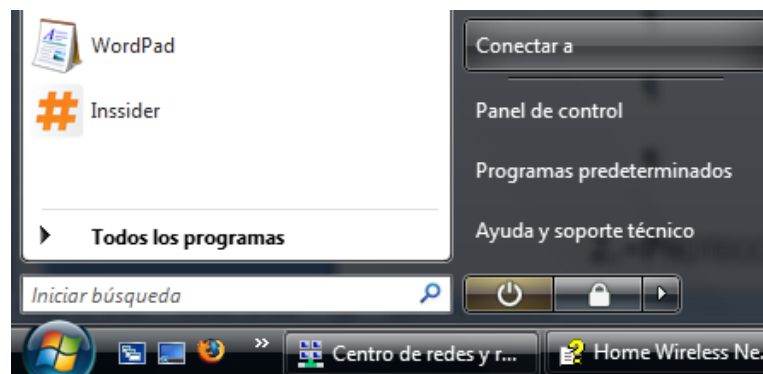 WordPad
Inssider
Todos los programas
Iniciar búsqueda
Conectar a
Panel de control
Programas predeterminados
Ayuda y soporte técnico
Centro de redes y r...
Home Wireless Ne.